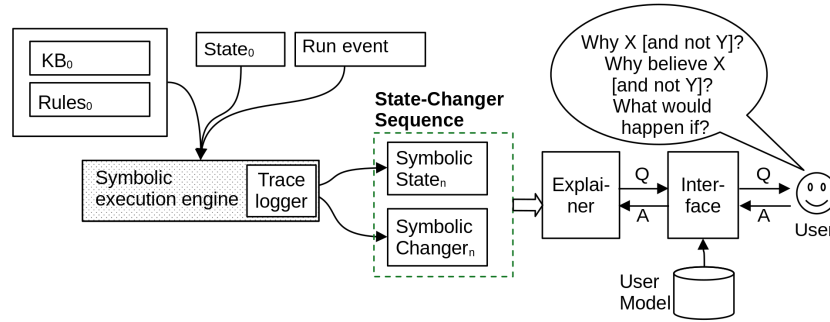 KB₀
Rules₀
State₀
Run event
Symbolic
execution engine
Trace
logger
State-Changer
Sequence
Symbolic
Stateₙ
Symbolic
Changerₙ
Explai-
ner
Q
A
Inter-
face
Q
A
User
User
Model
Why X [and not Y]?
Why believe X
[and not Y]?
What would
happen if?